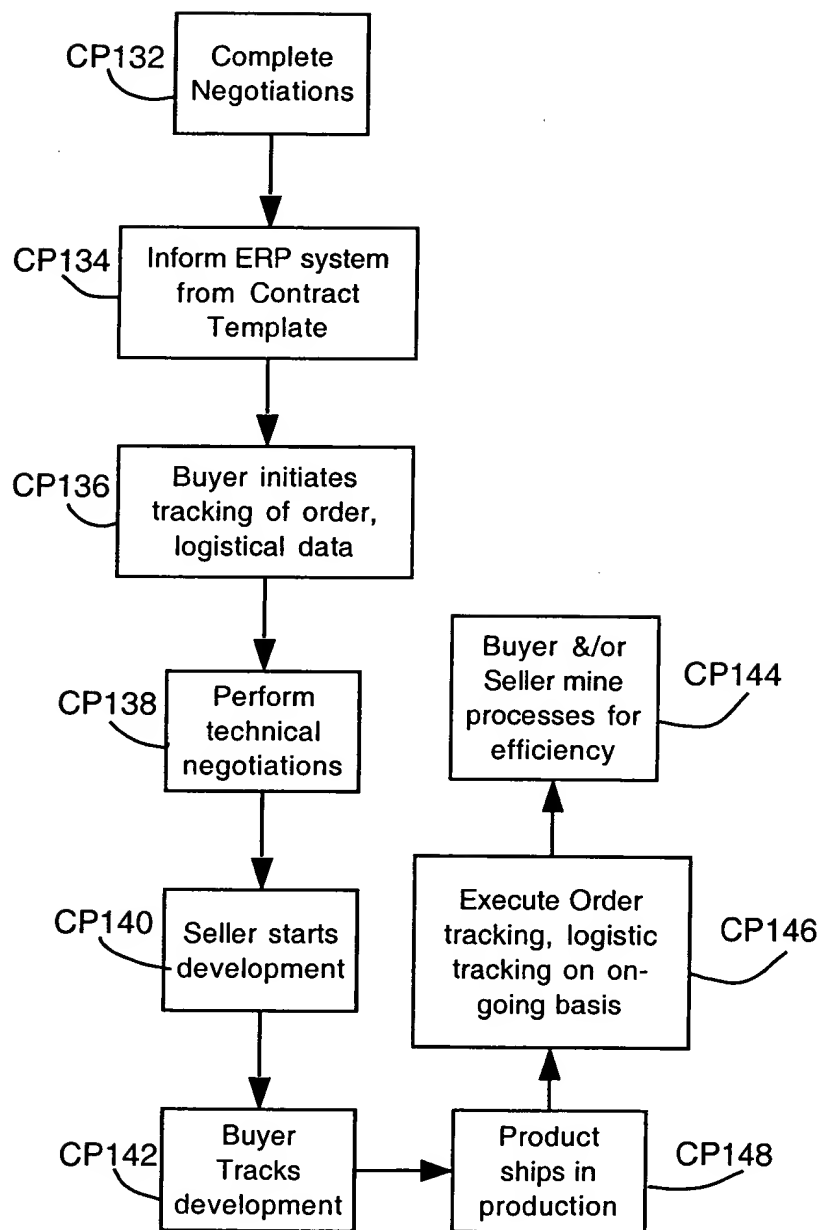 CP132
Complete
Negotiations
CP134
Inform ERP system
from Contract
Template
CP136
Buyer initiates
tracking of order,
logistical data
CP138
Perform
technical
negotiations
CP140
Seller starts
development
CP142
Buyer
Tracks
development
Product
ships in
production
CP148
Execute Order
tracking, logistic
tracking on on-
going basis
CP146
Buyer &/or
Seller mine
processes for
efficiency
CP144